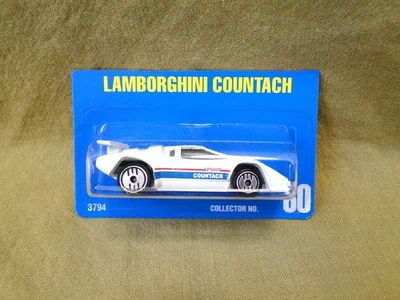 LAMBORGHINI COUNTACH
COUNTACH
3794
COLLECTOR NO.
60